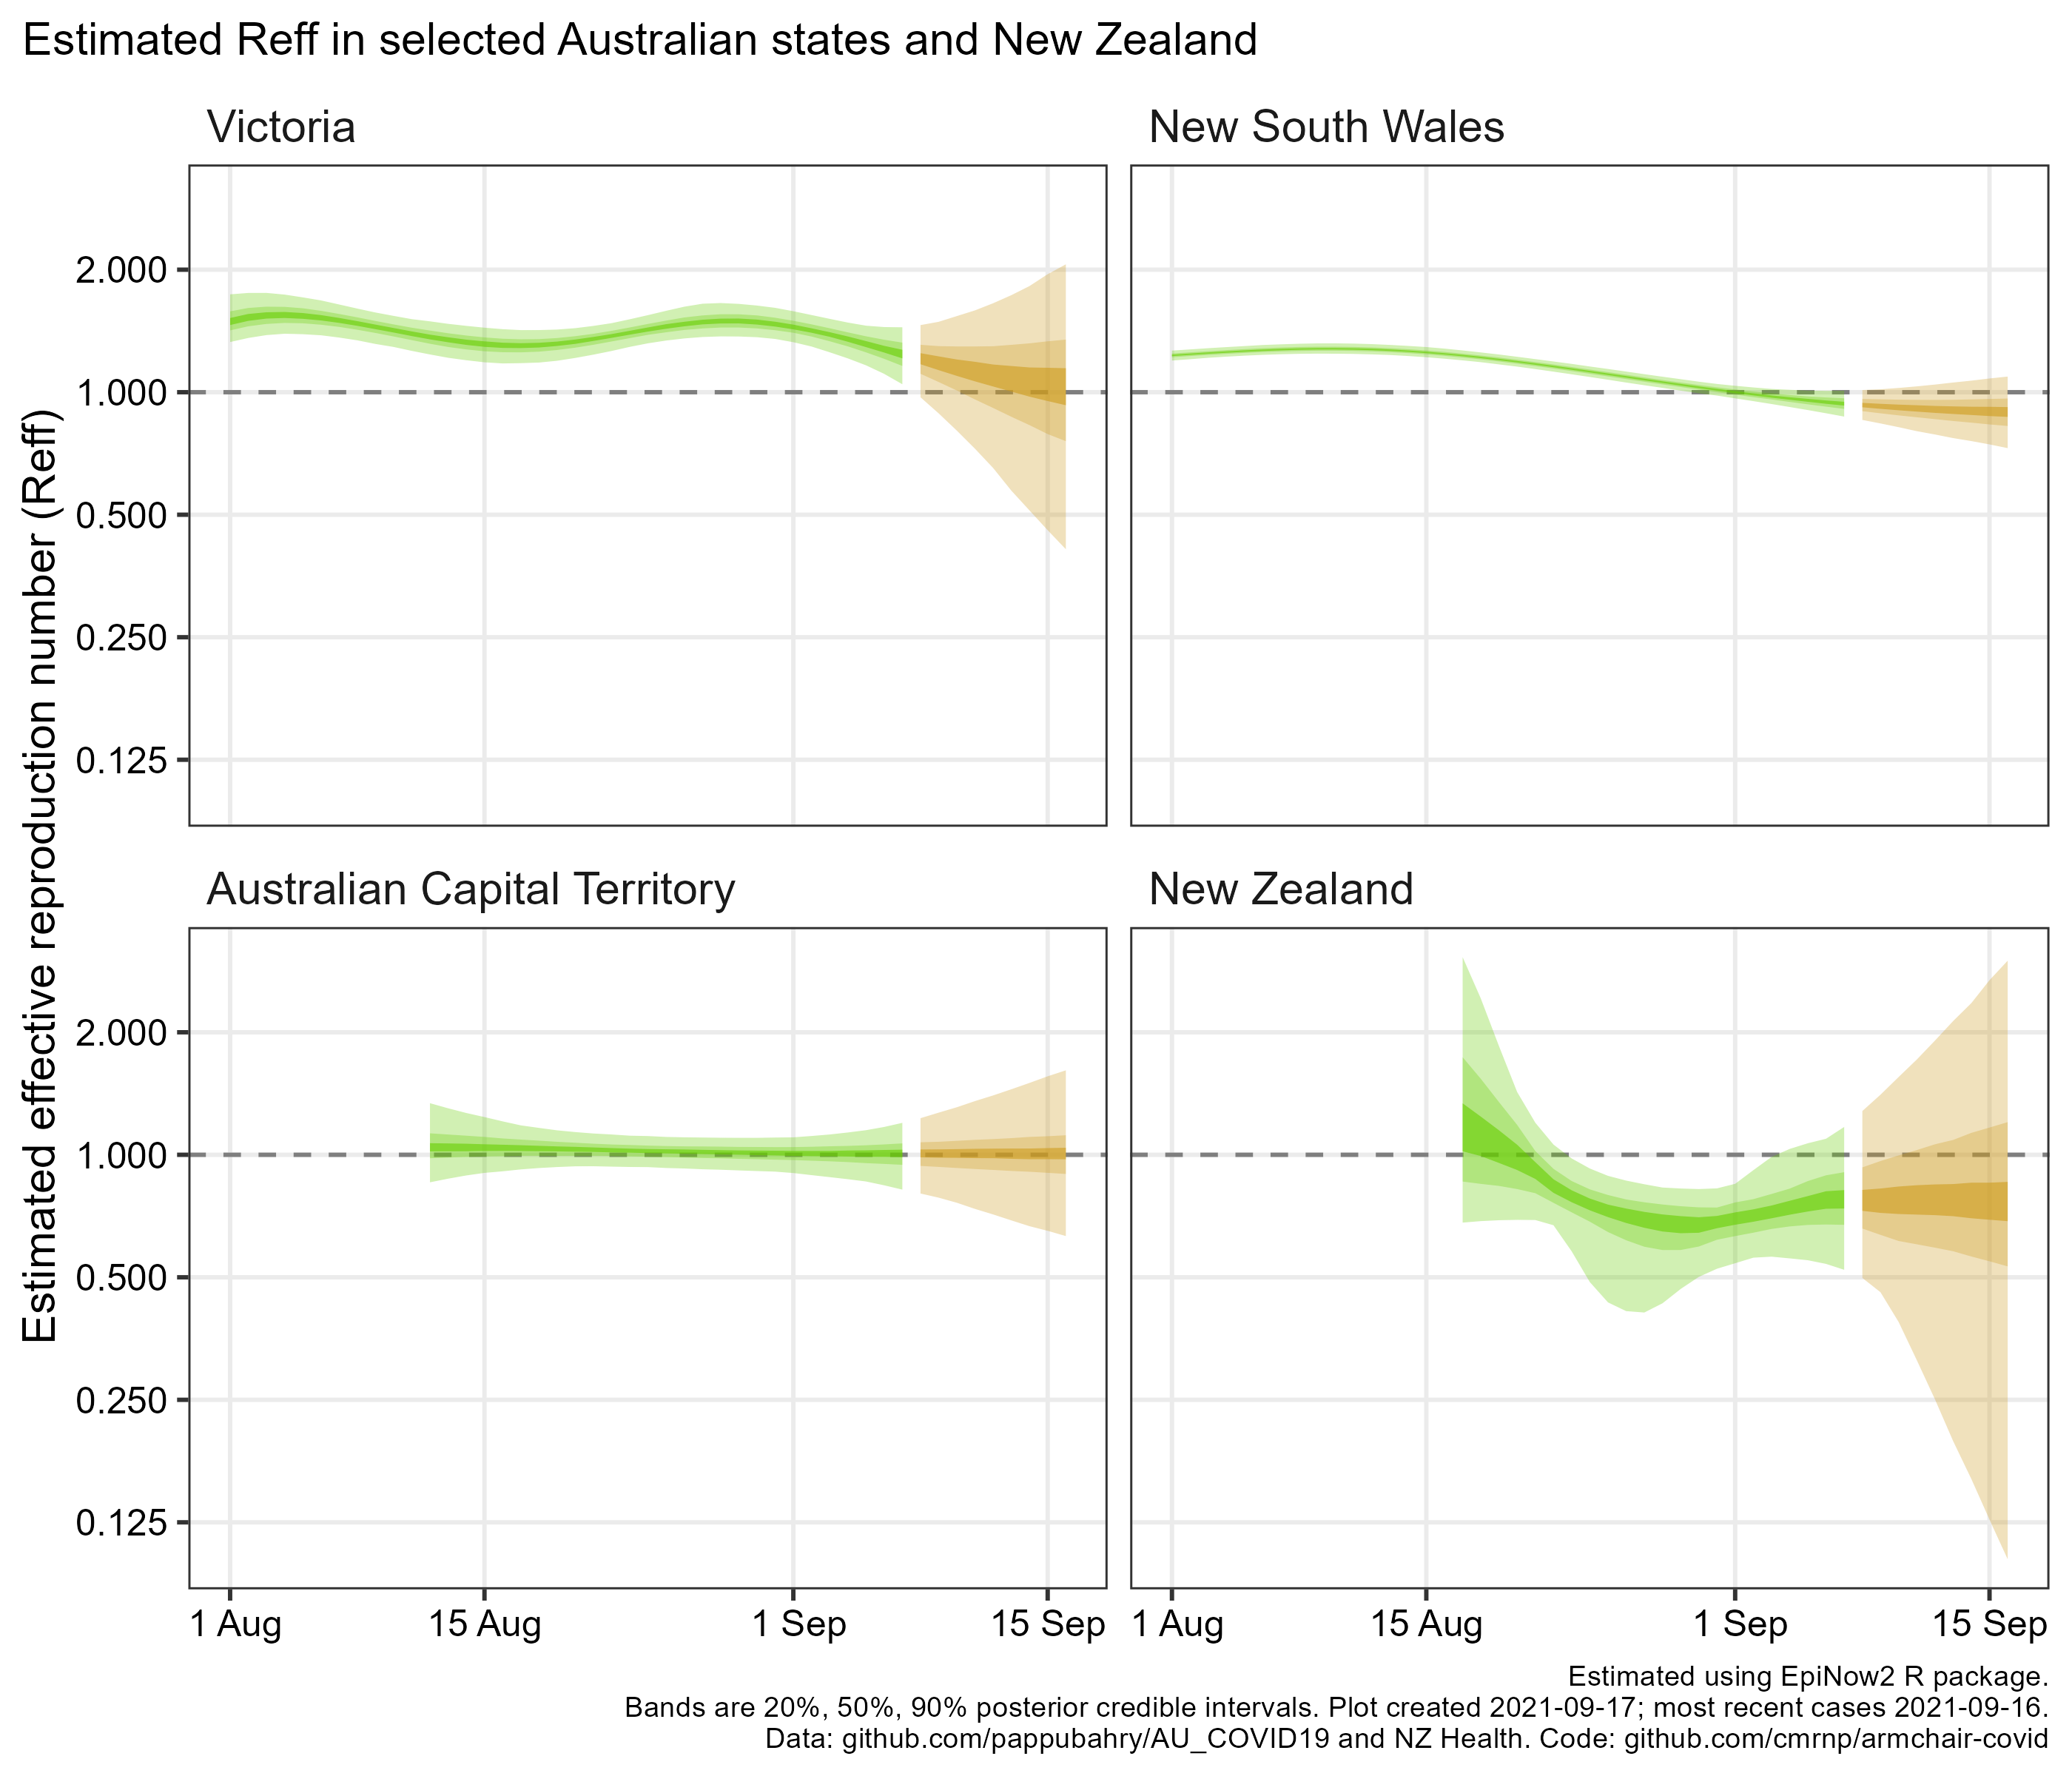 Estimated Reff in selected Australian states and New Zealand
Estimated effective reproduction number (Reff)
Victoria
New South Wales
2.000
1.000
0.500
0.250
0.125
Australian Capital Territory
New Zealand
2.000
1.000
0.500
0.250
0.125
1 Aug 15 Aug 1 Sep 15 Sep 1 Aug 15 Aug 1 Sep 15 Sep
Estimated using EpiNow2 R package.
Bands are 20%, 50%, 90% posterior credible intervals. Plot created 2021-09-17; most recent cases 2021-09-16.
Data: github.com/pappubahry/AU_COVID19 and NZ Health. Code: github.com/cmrnp/armchair-covid